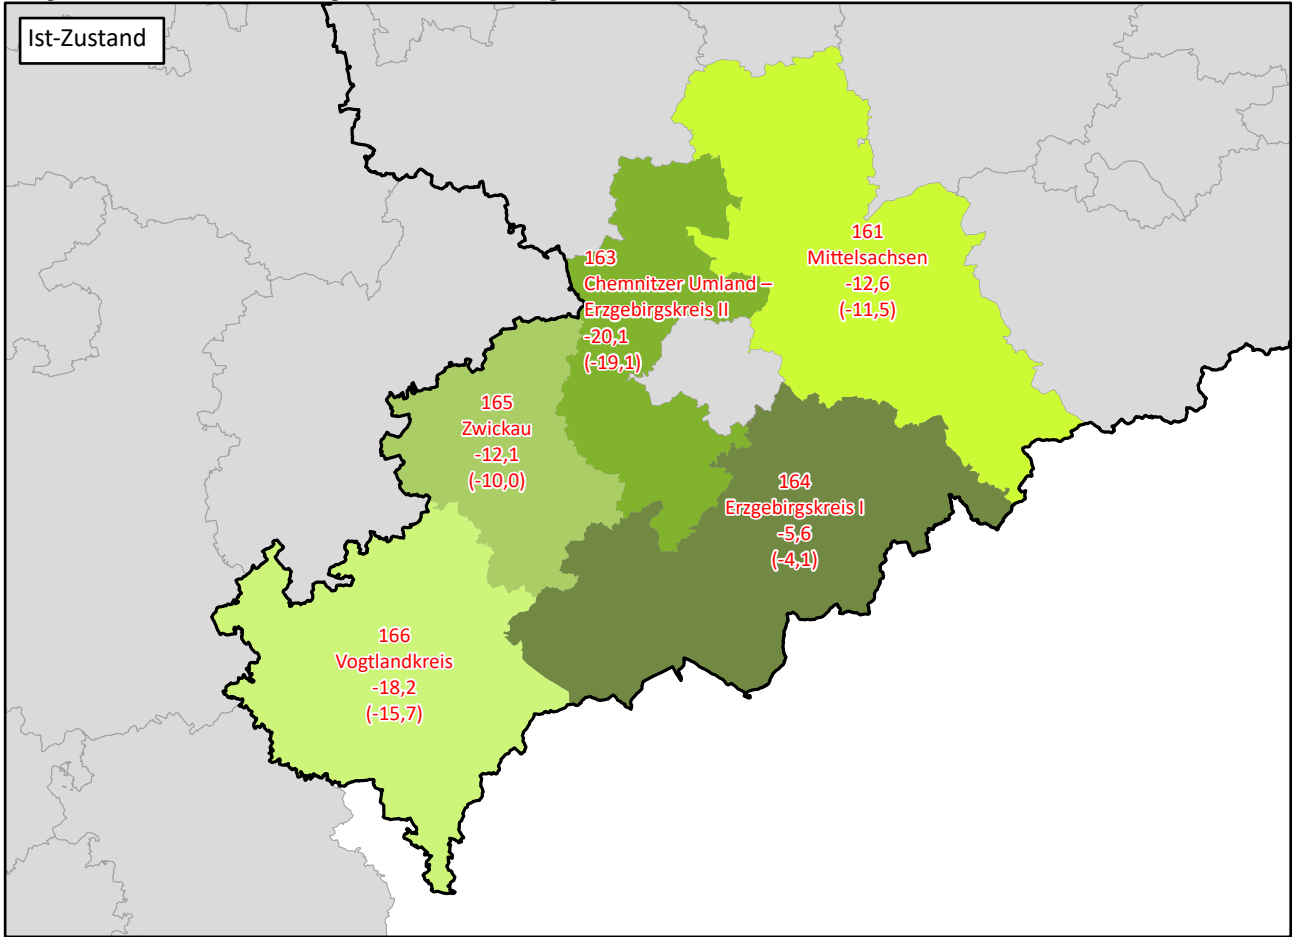 Ist-Zustand
161
Mittelsachsen
-12,6
(-11,5)
163
Chemnitzer Umland –
Erzgebirgskreis II
-20,1
(-19,1)
165
Zwickau
-12,1
(-10,0)
164
Erzgebirgskreis I
-5,6
(-4,1)
166
Vogtlandkreis
-18,2
(-15,7)